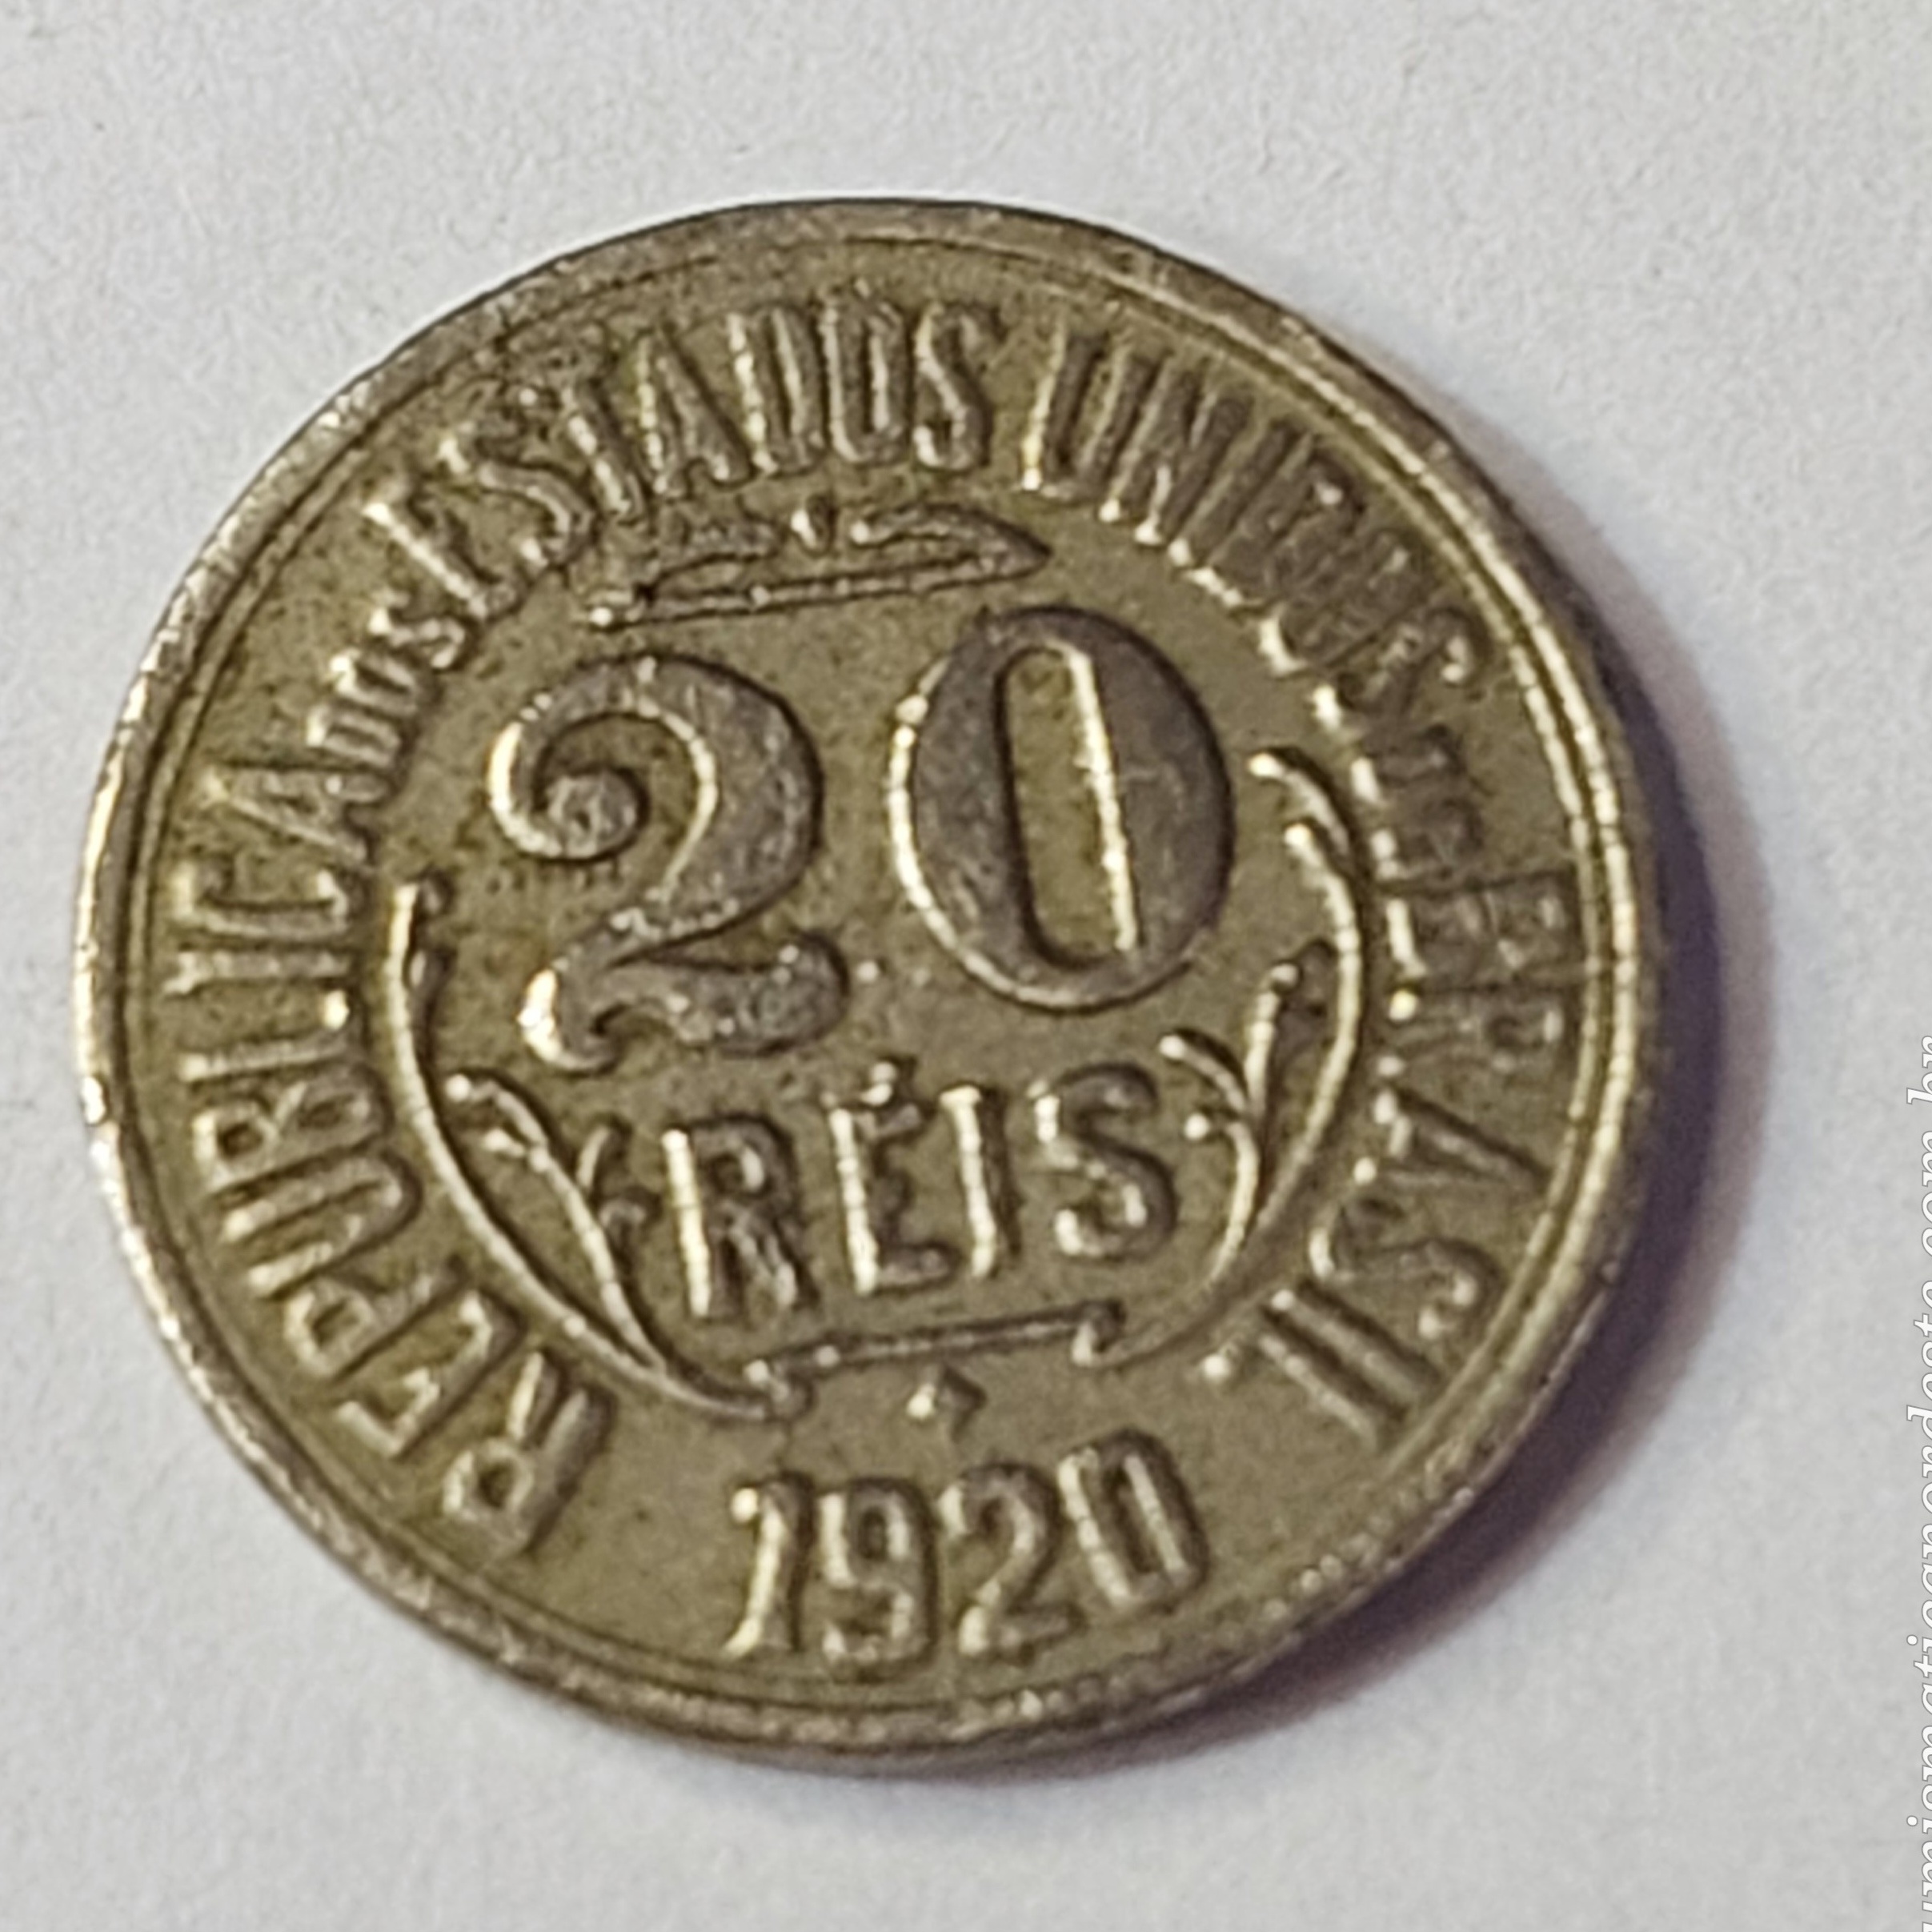 REPUBLICA DOS ESTADOS UNIDOS DO BRASIL
20
RÉIS
1920